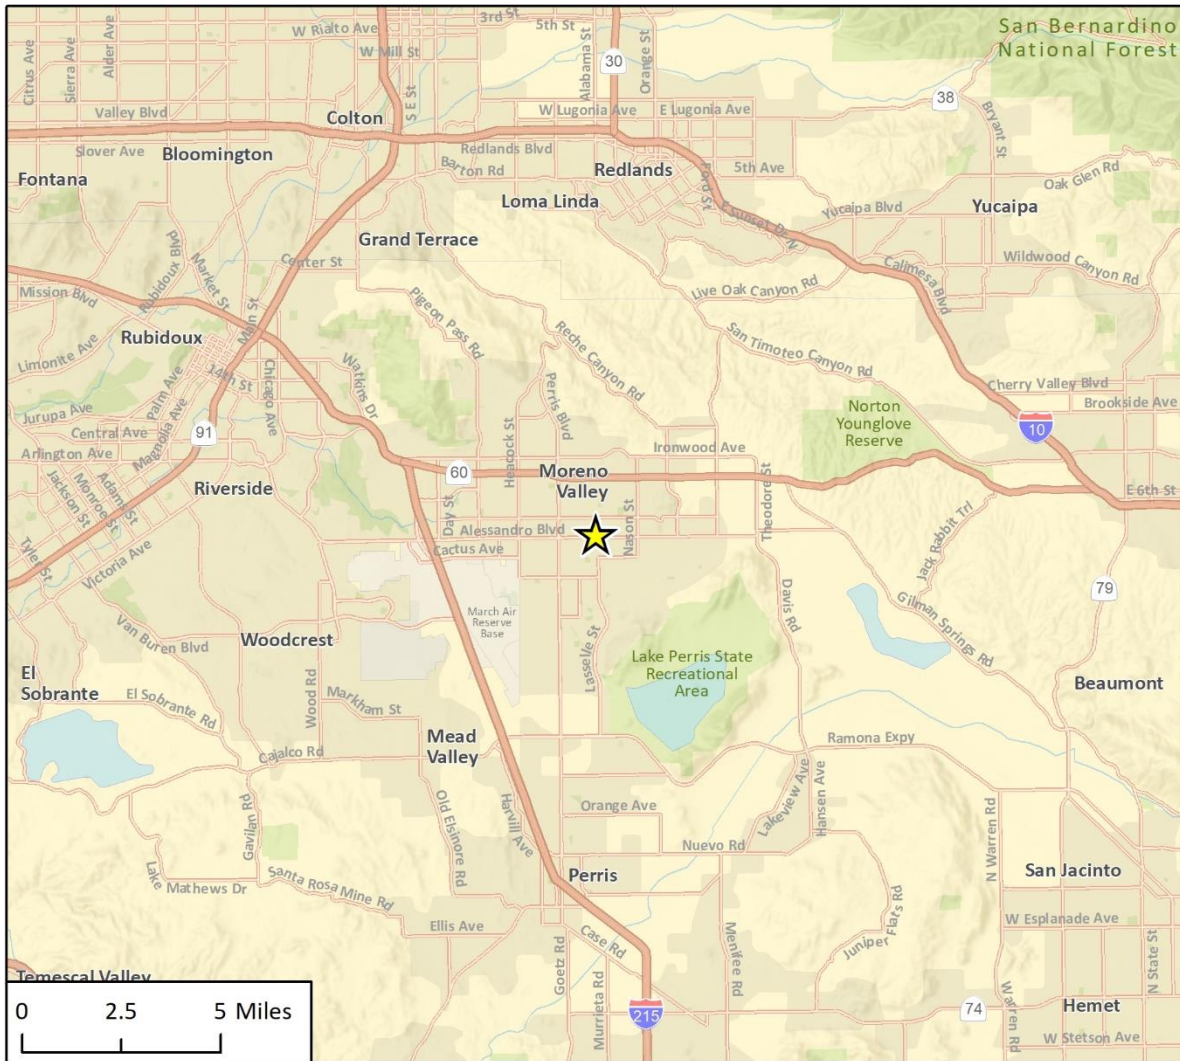 San Bernardino
National Forest
3rd St
5th St
W Rialto Ave
W Mill St
Citrus Ave
Sierra Ave
Alder Ave
Alabama St
Orange St
30
S E St
W Lugonia Ave
E Lugonia Ave
38
Bryant St
Valley Blvd
Colton
Slover Ave
Bloomington
Redlands Blvd
Barton Rd
Redlands
5th Ave
Ford St
Oak Glen Rd
Fontana
Loma Linda
E Sunset Dr N
Yucaipa Blvd
Yucaipa
Grand Terrace
Center St
Calimesa Blvd
Wildwood Canyon Rd
Mission Blvd
Rubidoux Blvd
Market St
Main St
Pigeon Pass Rd
Live Oak Canyon Rd
Reche Canyon Rd
San Timoteo Canyon Rd
Rubidoux
Limonite Ave
14th St
Chicago Ave
Watkins Dr
Palm Ave
Magnolia Ave
Perris Blvd
Cherry Valley Blvd
Brookside Ave
Norton
Younglove
Reserve
10
Jurupa Ave
Central Ave
91
Arlington Ave
Heacock St
Ironwood Ave
Jackson St
Monroe St
Adams St
Riverside
60
Moreno
Valley
Theodore St
E 6th St
Day St
Alessandro Blvd
Nason St
Cactus Ave
Jack Rabbit Trl
Tyler St
Victoria Ave
March Air
Reserve
Base
Davis Rd
Gilman Springs Rd
79
Van Buren Blvd
Woodcrest
Lasselle St
Lake Perris State
Recreational
Area
El
Sobrante
El Sobrante Rd
Wood Rd
Markham St
Beaumont
Mead
Valley
Cajalco Rd
Ramona Expy
Gavilan Rd
Old Elsinore Rd
Harvill Ave
Orange Ave
Lakeview Ave
Hansen Ave
Nuevo Rd
N Warren Rd
Lake
Mathews Dr
Santa Rosa Mine Rd
Perris
San Jacinto
Ellis Ave
Goetz Rd
Case Rd
Menifee Rd
Juniper Flats Rd
W Esplanade Ave
N State St
Temescal Valley
Murrieta Rd
215
74
Warren Rd
Hemet
W Stetson Ave
0 2.5 5 Miles